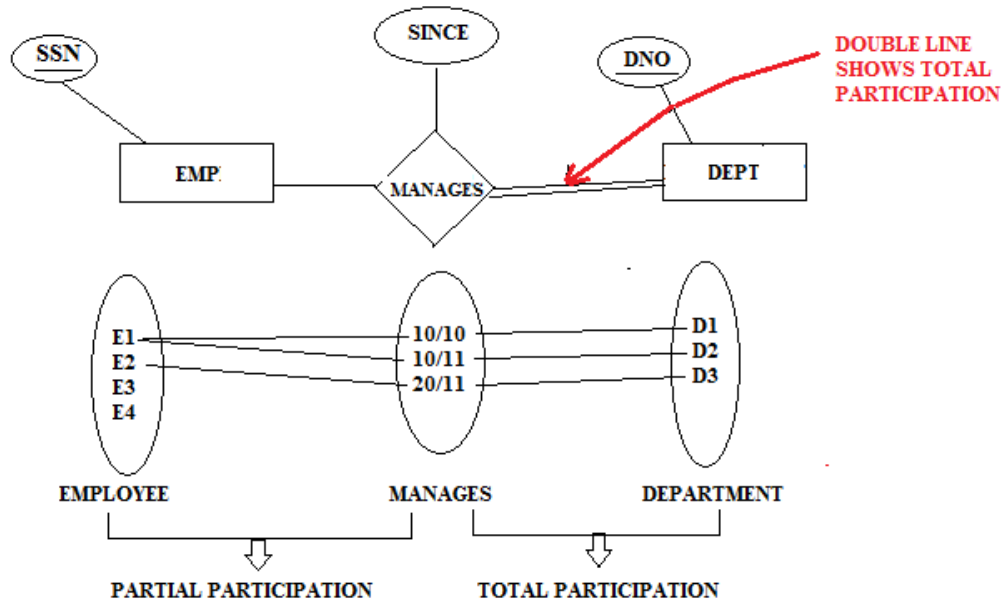 SINCE
SSN
DNO
DOUBLE LINE
SHOWS TOTAL
PARTICIPATION
EMP
MANAGES
DEPT
E1
E2
E3
E4
10/10
10/11
20/11
D1
D2
D3
EMPLOYEE
MANAGES
DEPARTMENT
PARTIAL PARTICIPATION
TOTAL PARTICIPATION